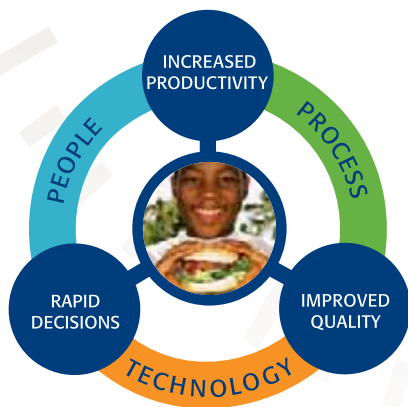 INCREASED
PRODUCTIVITY
PEOPLE
PROCESS
RAPID
DECISIONS
IMPROVED
QUALITY
TECHNOLOGY